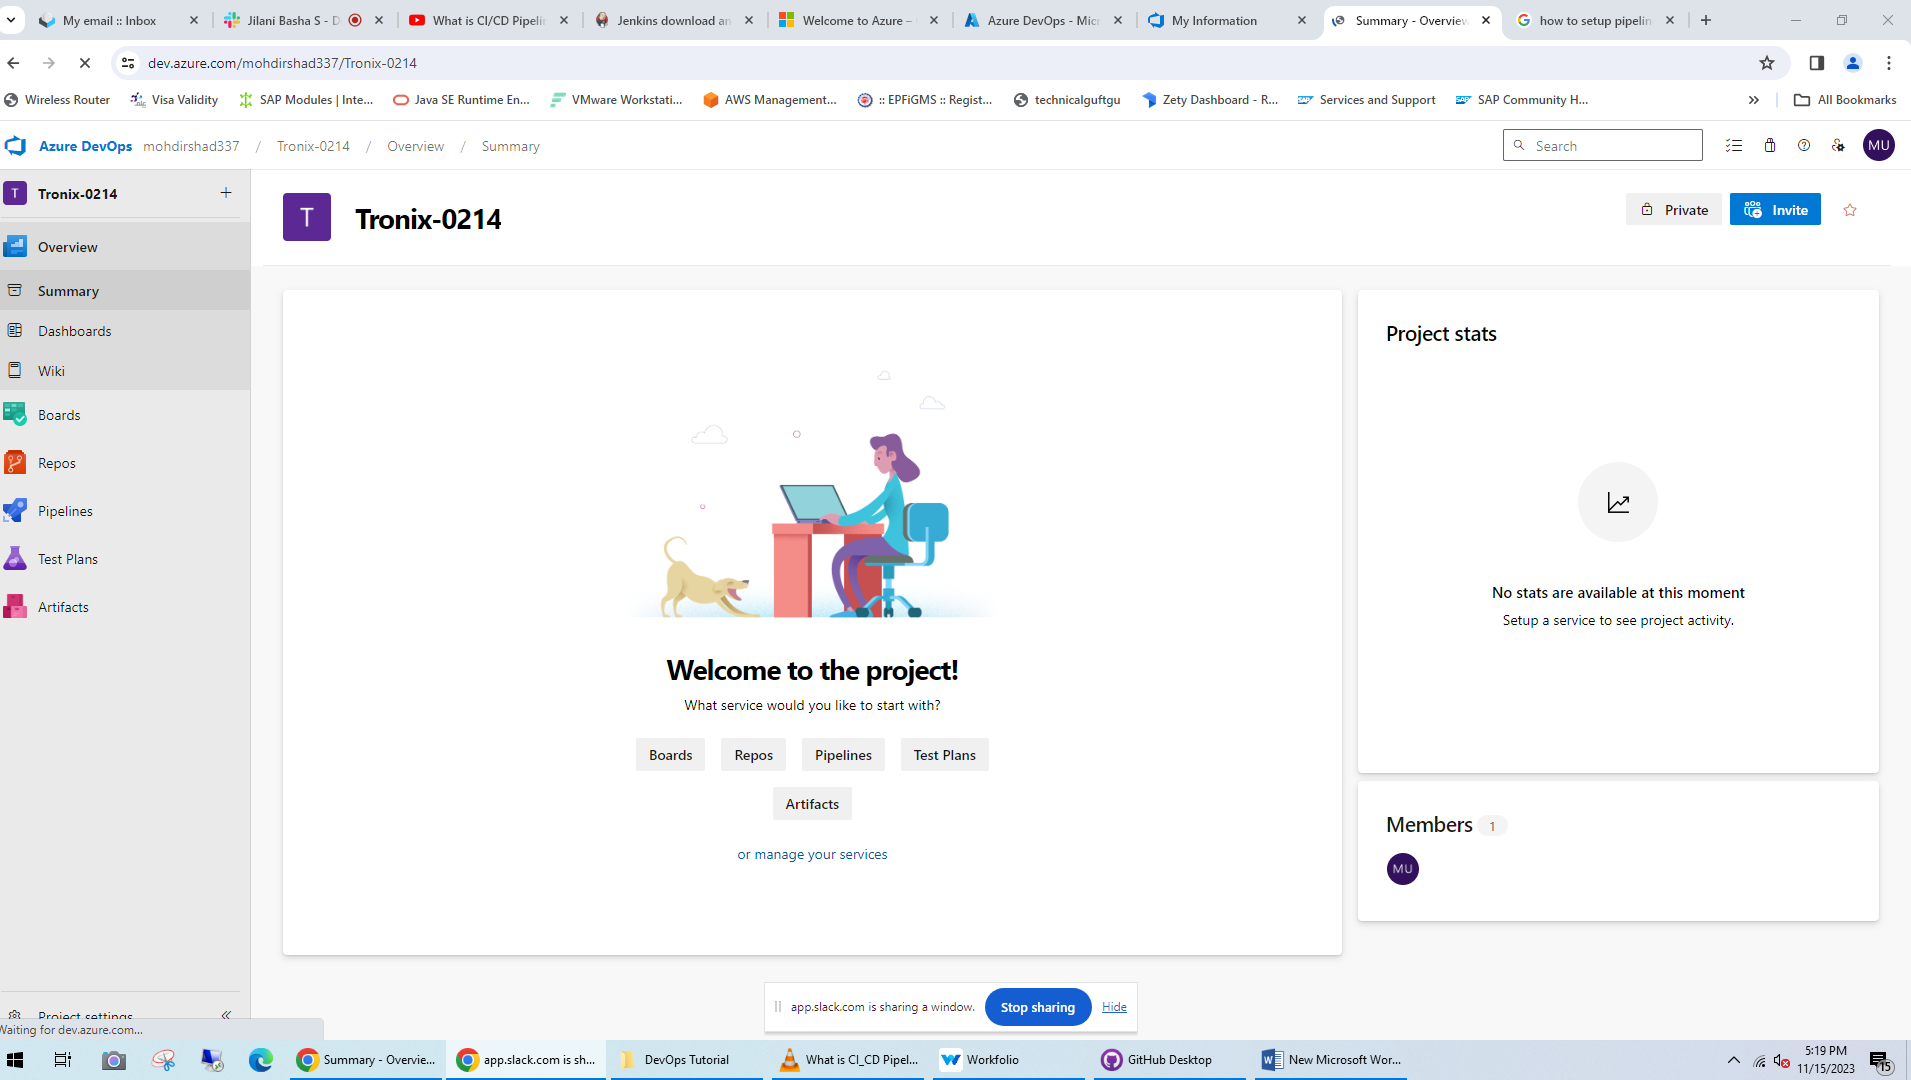 My email :: Inbox
Jilani Basha S - D
What is CI/CD Pipelin
Jenkins download an
Welcome to Azure –
Azure DevOps - Micr
My Information
Summary - Overview
how to setup pipelin
dev.azure.com/mohdirshad337/Tronix-0214
Wireless Router
Visa Validity
SAP Modules | Inte...
Java SE Runtime En...
VMware Workstati...
AWS Management...
:: EPFiGMS :: Regist...
technicalguftgu
Zety Dashboard - R...
Services and Support
SAP Community H...
All Bookmarks
Azure DevOps
mohdirshad337 / Tronix-0214 / Overview / Summary
Search
MU
T
Tronix-0214
Overview
Summary
Dashboards
Wiki
Boards
Repos
Pipelines
Test Plans
Artifacts
Project settings
Waiting for dev.azure.com...
T
Tronix-0214
Private
Invite
Welcome to the project!
What service would you like to start with?
Boards
Repos
Pipelines
Test Plans
Artifacts
or manage your services
Project stats
No stats are available at this moment
Setup a service to see project activity.
Members 1
MU
app.slack.com is sharing a window.
Stop sharing
Hide
Summary - Overvie...
app.slack.com is sh...
DevOps Tutorial
What is CI_CD Pipel...
Workfolio
GitHub Desktop
New Microsoft Wor...
5:19 PM
11/15/2023
15